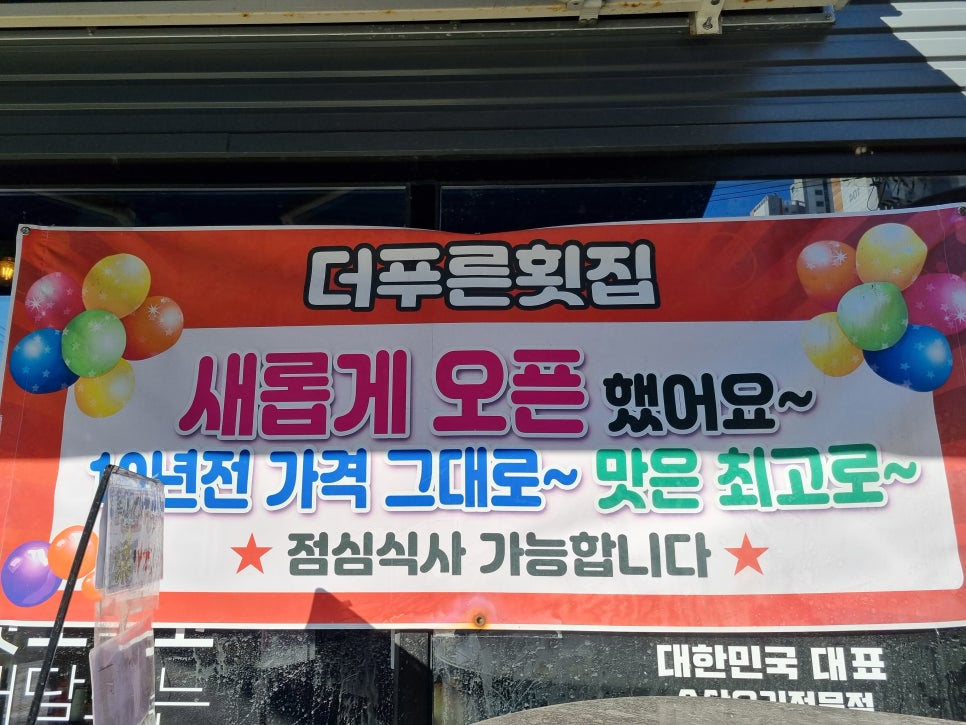 더푸른횟집
새롭게 오픈 했어요~
10년전 가격 그대로~ 맛은 최고로~
★ 점심식사 가능합니다 ★
대한민국 대표